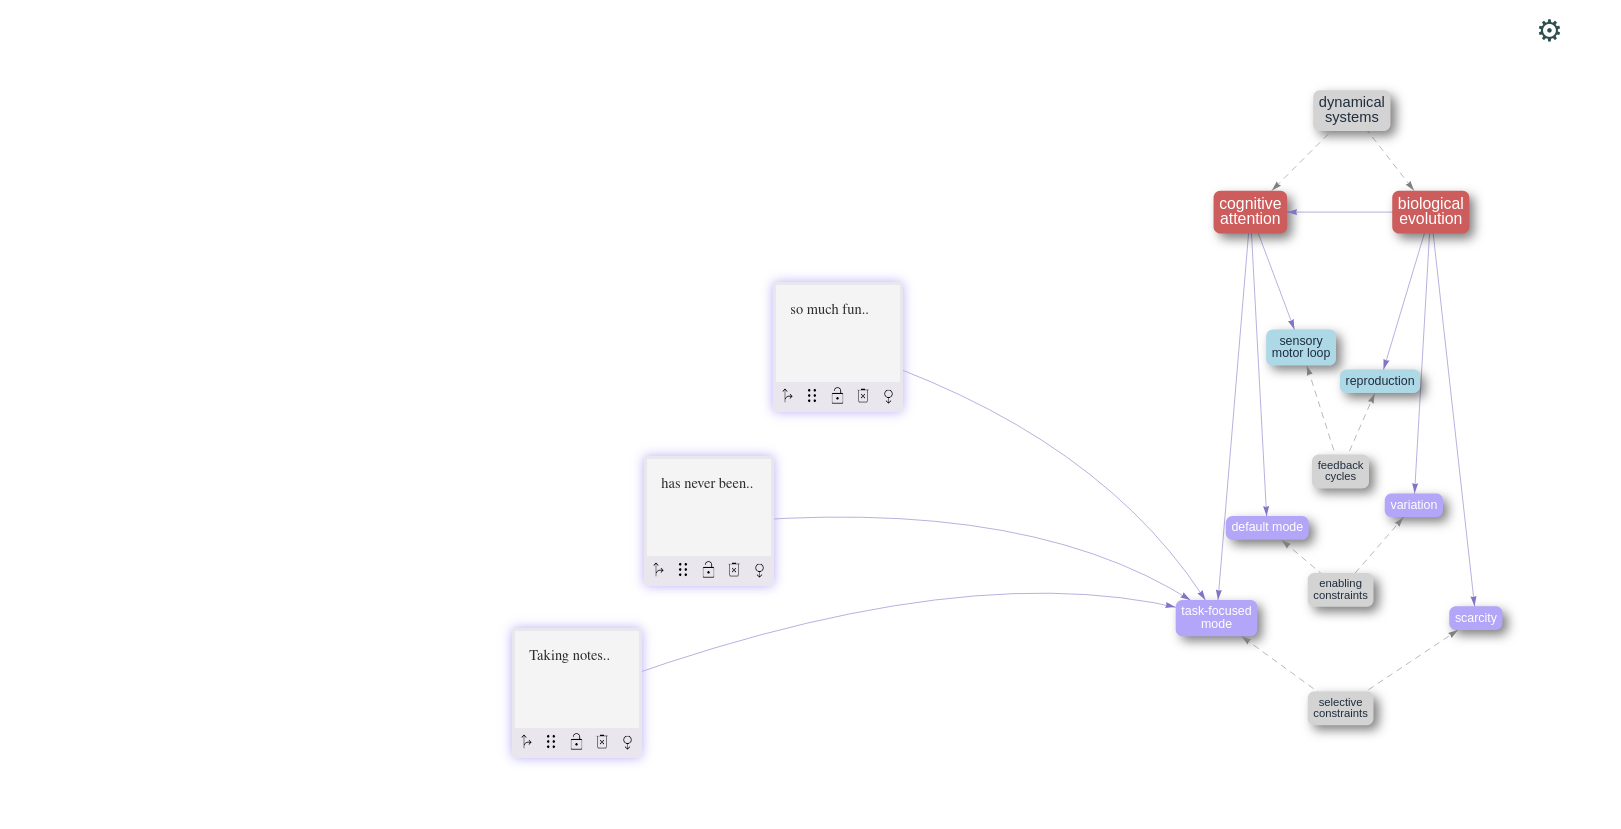 dynamical
systems
cognitive
attention
biological
evolution
so much fun..
sensory
motor loop
reproduction
feedback
cycles
has never been..
variation
default mode
enabling
constraints
task-focused
mode
scarcity
Taking notes..
selective
constraints